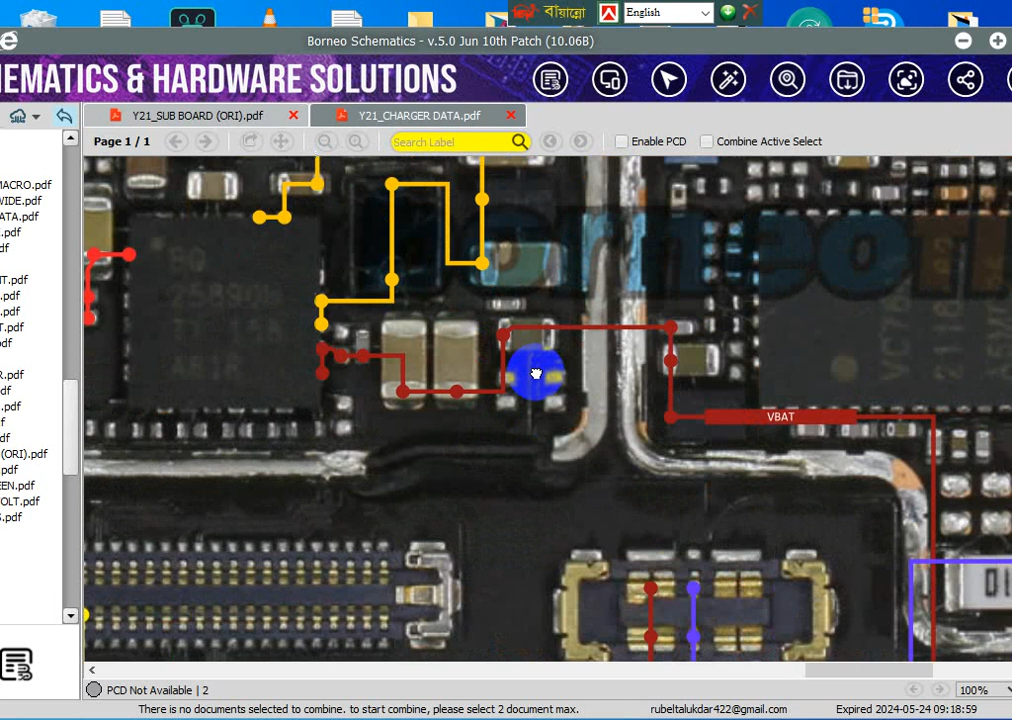 বায়ান্নো
English
Borneo Schematics - v.5.0 Jun 10th Patch (10.06B)
HEMATICS & HARDWARE SOLUTIONS
Y21_SUB BOARD (ORI).pdf
Y21_CHARGER DATA.pdf
Page 1 / 1
Search Label
Enable PCD
Combine Active Select
MACRO.pdf
WIDE.pdf
ATA.pdf
.pdf
df
NT.pdf
s.pdf
.pdf
T.pdf
df
R.pdf
df
A.pdf
f
df
(ORI).pdf
.pdf
EEN.pdf
OLT.pdf
S.pdf
BQ
VBAT
PCD Not Available | 2
100%
There is no documents selected to combine. to start combine, please select 2 document max.
rubeltalukdar422@gmail.com
Expired 2024-05-24 09:18:59